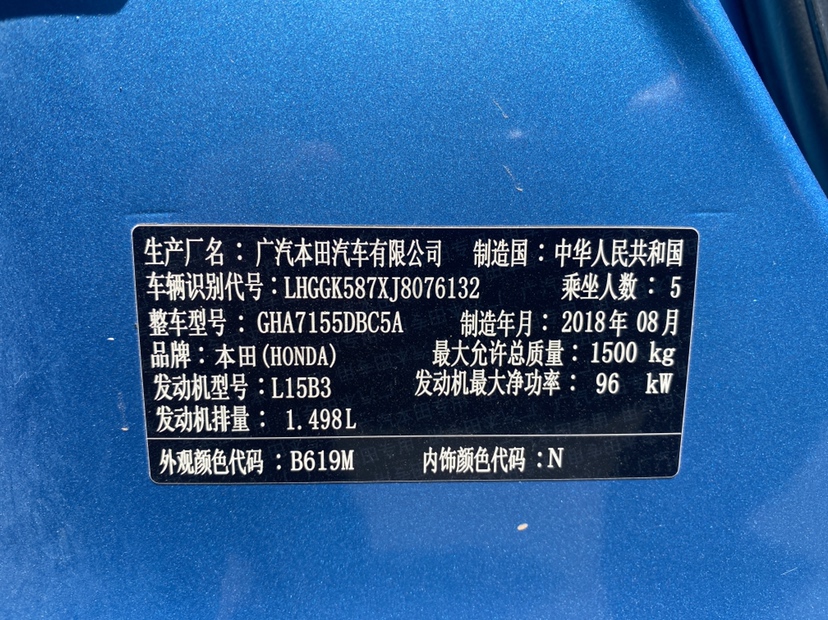 生产厂名：广汽本田汽车有限公司 制造国：中华人民共和国
车辆识别代号：LHGGK587XJ8076132 乘坐人数：5
整车型号：GHA7155DBC5A 制造年月：2018年08月
品牌：本田(HONDA) 最大允许总质量：1500 kg
发动机型号：L15B3 发动机最大净功率：96 kW
发动机排量：1.498L
外观颜色代码：B619M 内饰颜色代码：N